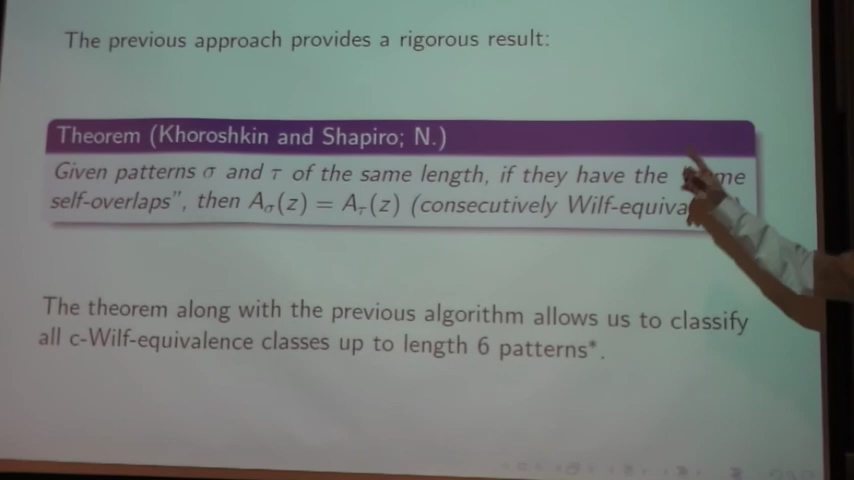 The previous approach provides a rigorous result:
Theorem (Khoroshkin and Shapiro; N.)
Given patterns σ and τ of the same length, if they have the
self-overlaps", then Aσ(z) = Aτ(z) (consecutively
The theorem along with the previous algorithm allows us to classify
all c-Wilf-equivalence classes up to length 6 patterns*.